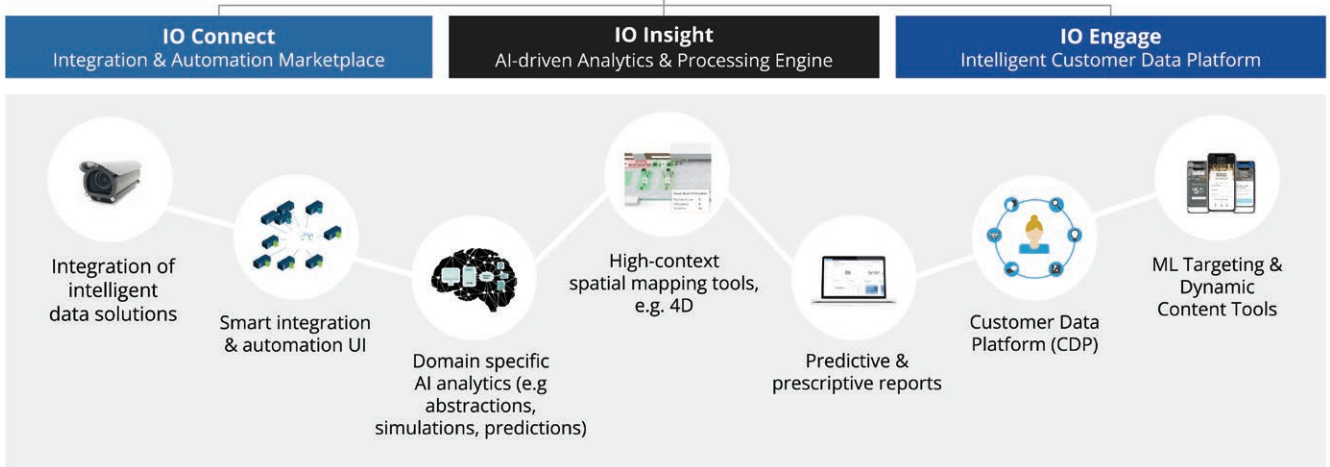 IO Connect
Integration & Automation Marketplace
IO Insight
AI-driven Analytics & Processing Engine
IO Engage
Intelligent Customer Data Platform
Integration of
intelligent
data solutions
Smart integration
& automation UI
Domain specific
AI analytics (e.g
abstractions,
simulations, predictions)
High-context
spatial mapping tools,
e.g. 4D
Predictive &
prescriptive reports
Customer Data
Platform (CDP)
ML Targeting &
Dynamic
Content Tools